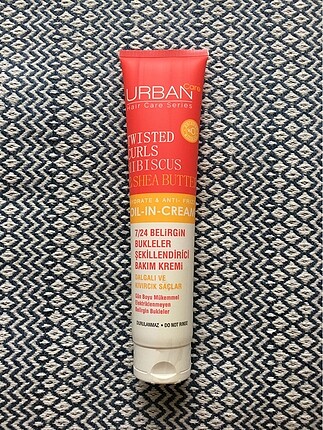 URBAN Care
Hair Care Series
TWISTED
CURLS
HIBISCUS
& SHEA BUTTER
HYDRATE & ANTI-FRIZZ
OIL-IN-CREAM
7/24 BELİRGİN
BUKLELER
ŞEKİLLENDİRİCİ
BAKIM KREMİ
DALGALI VE
KIVIRCIK SAÇLAR
Gün Boyu Mükemmel
Elektriklenmeyen
Belirgin Bukleler
DURULANMAZ • DO NOT RINSE